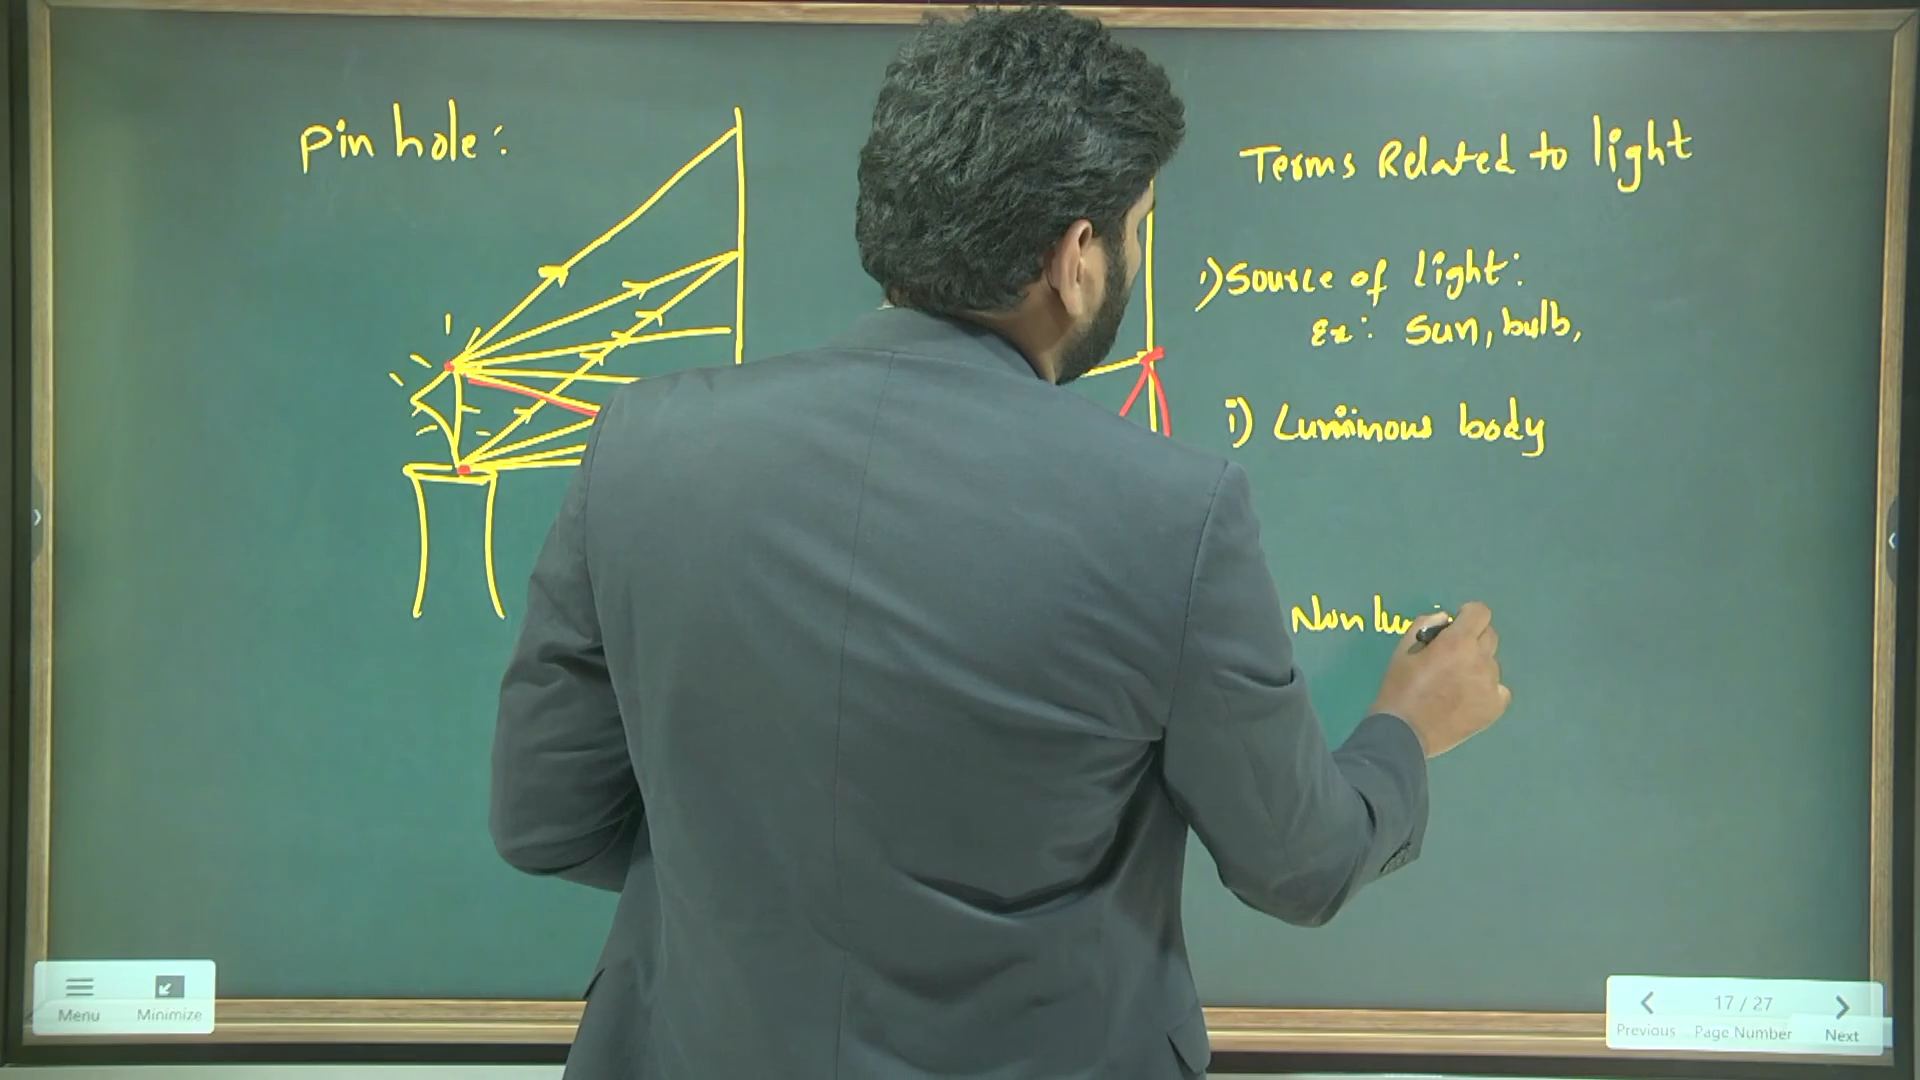 Pin hole :
Terms Related to light
i) Source of light :
Ex : Sun, bulb,
i) Luminous body
Non
Menu
Minimize
17 / 27
Previous Page Number Next